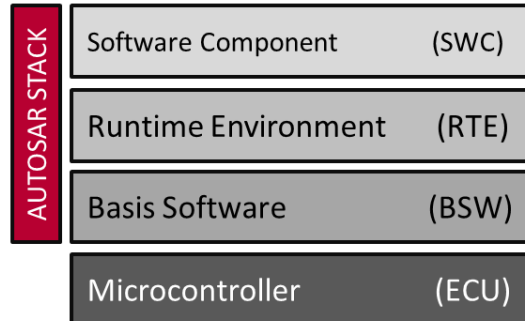 AUTOSAR STACK
Software Component (SWC)
Runtime Environment (RTE)
Basis Software (BSW)
Microcontroller (ECU)